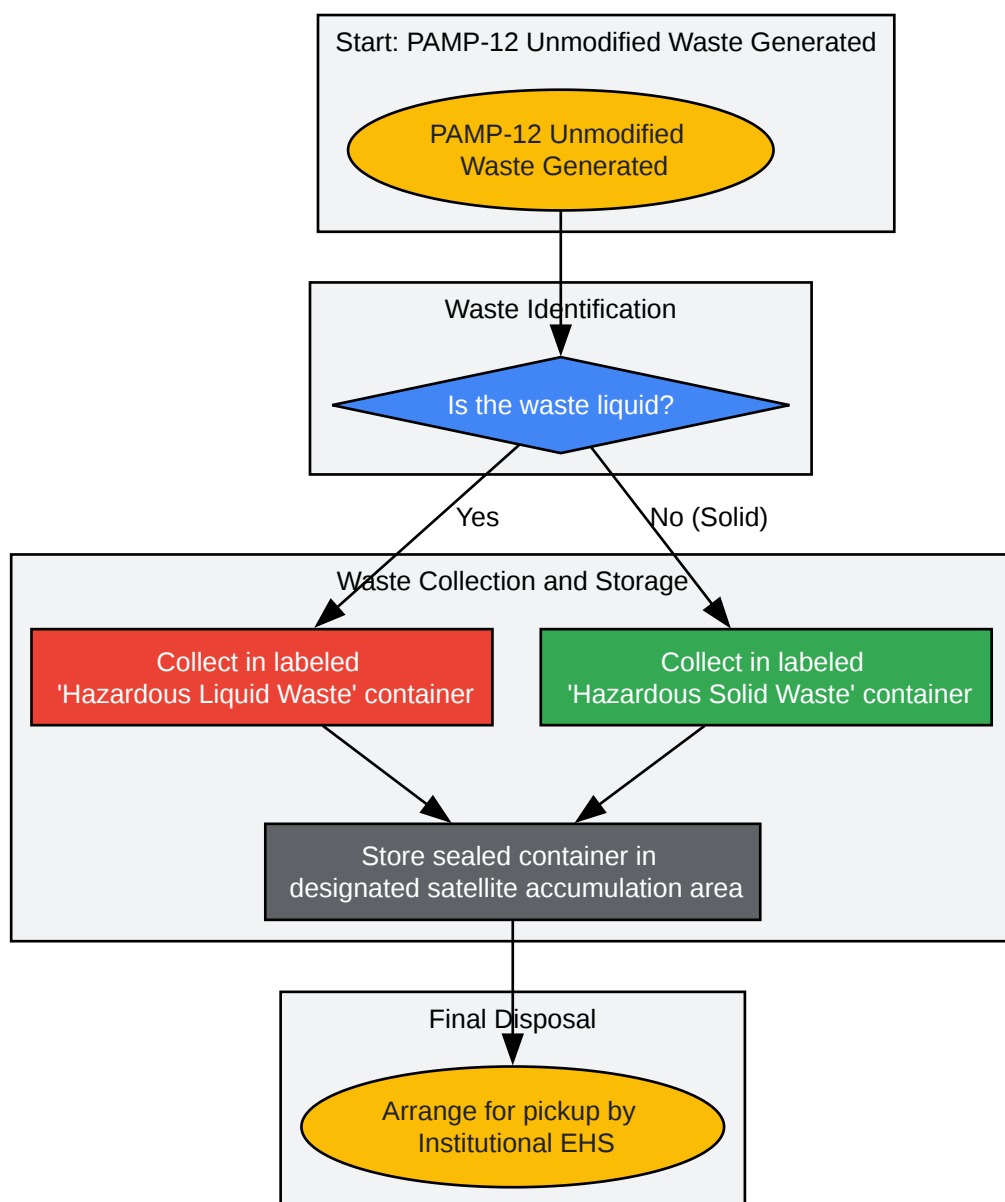 Start: PAMP-12 Unmodified Waste Generated
PAMP-12 Unmodified
Waste Generated
Waste Identification
Is the waste liquid?
Yes
No (Solid)
Waste Collection and Storage
Collect in labeled
'Hazardous Liquid Waste' container
Collect in labeled
'Hazardous Solid Waste' container
Store sealed container in
designated satellite accumulation area
Final Disposal
Arrange for pickup by
Institutional EHS